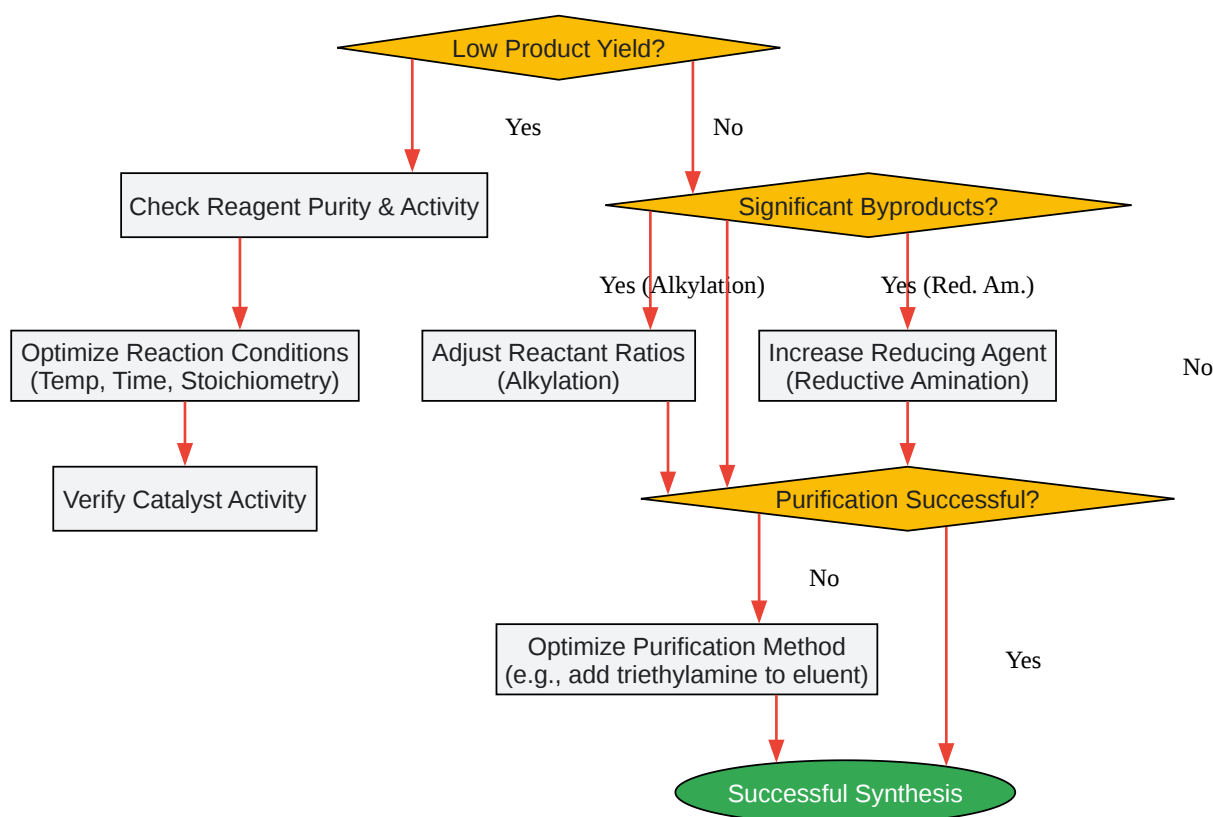 Low Product Yield?
Yes
No
Check Reagent Purity & Activity
Significant Byproducts?
Yes (Alkylation)
Yes (Red. Am.)
Optimize Reaction Conditions
(Temp, Time, Stoichiometry)
Adjust Reactant Ratios
(Alkylation)
Increase Reducing Agent
(Reductive Amination)
No
Verify Catalyst Activity
Purification Successful?
No
Optimize Purification Method
(e.g., add triethylamine to eluent)
Yes
Successful Synthesis